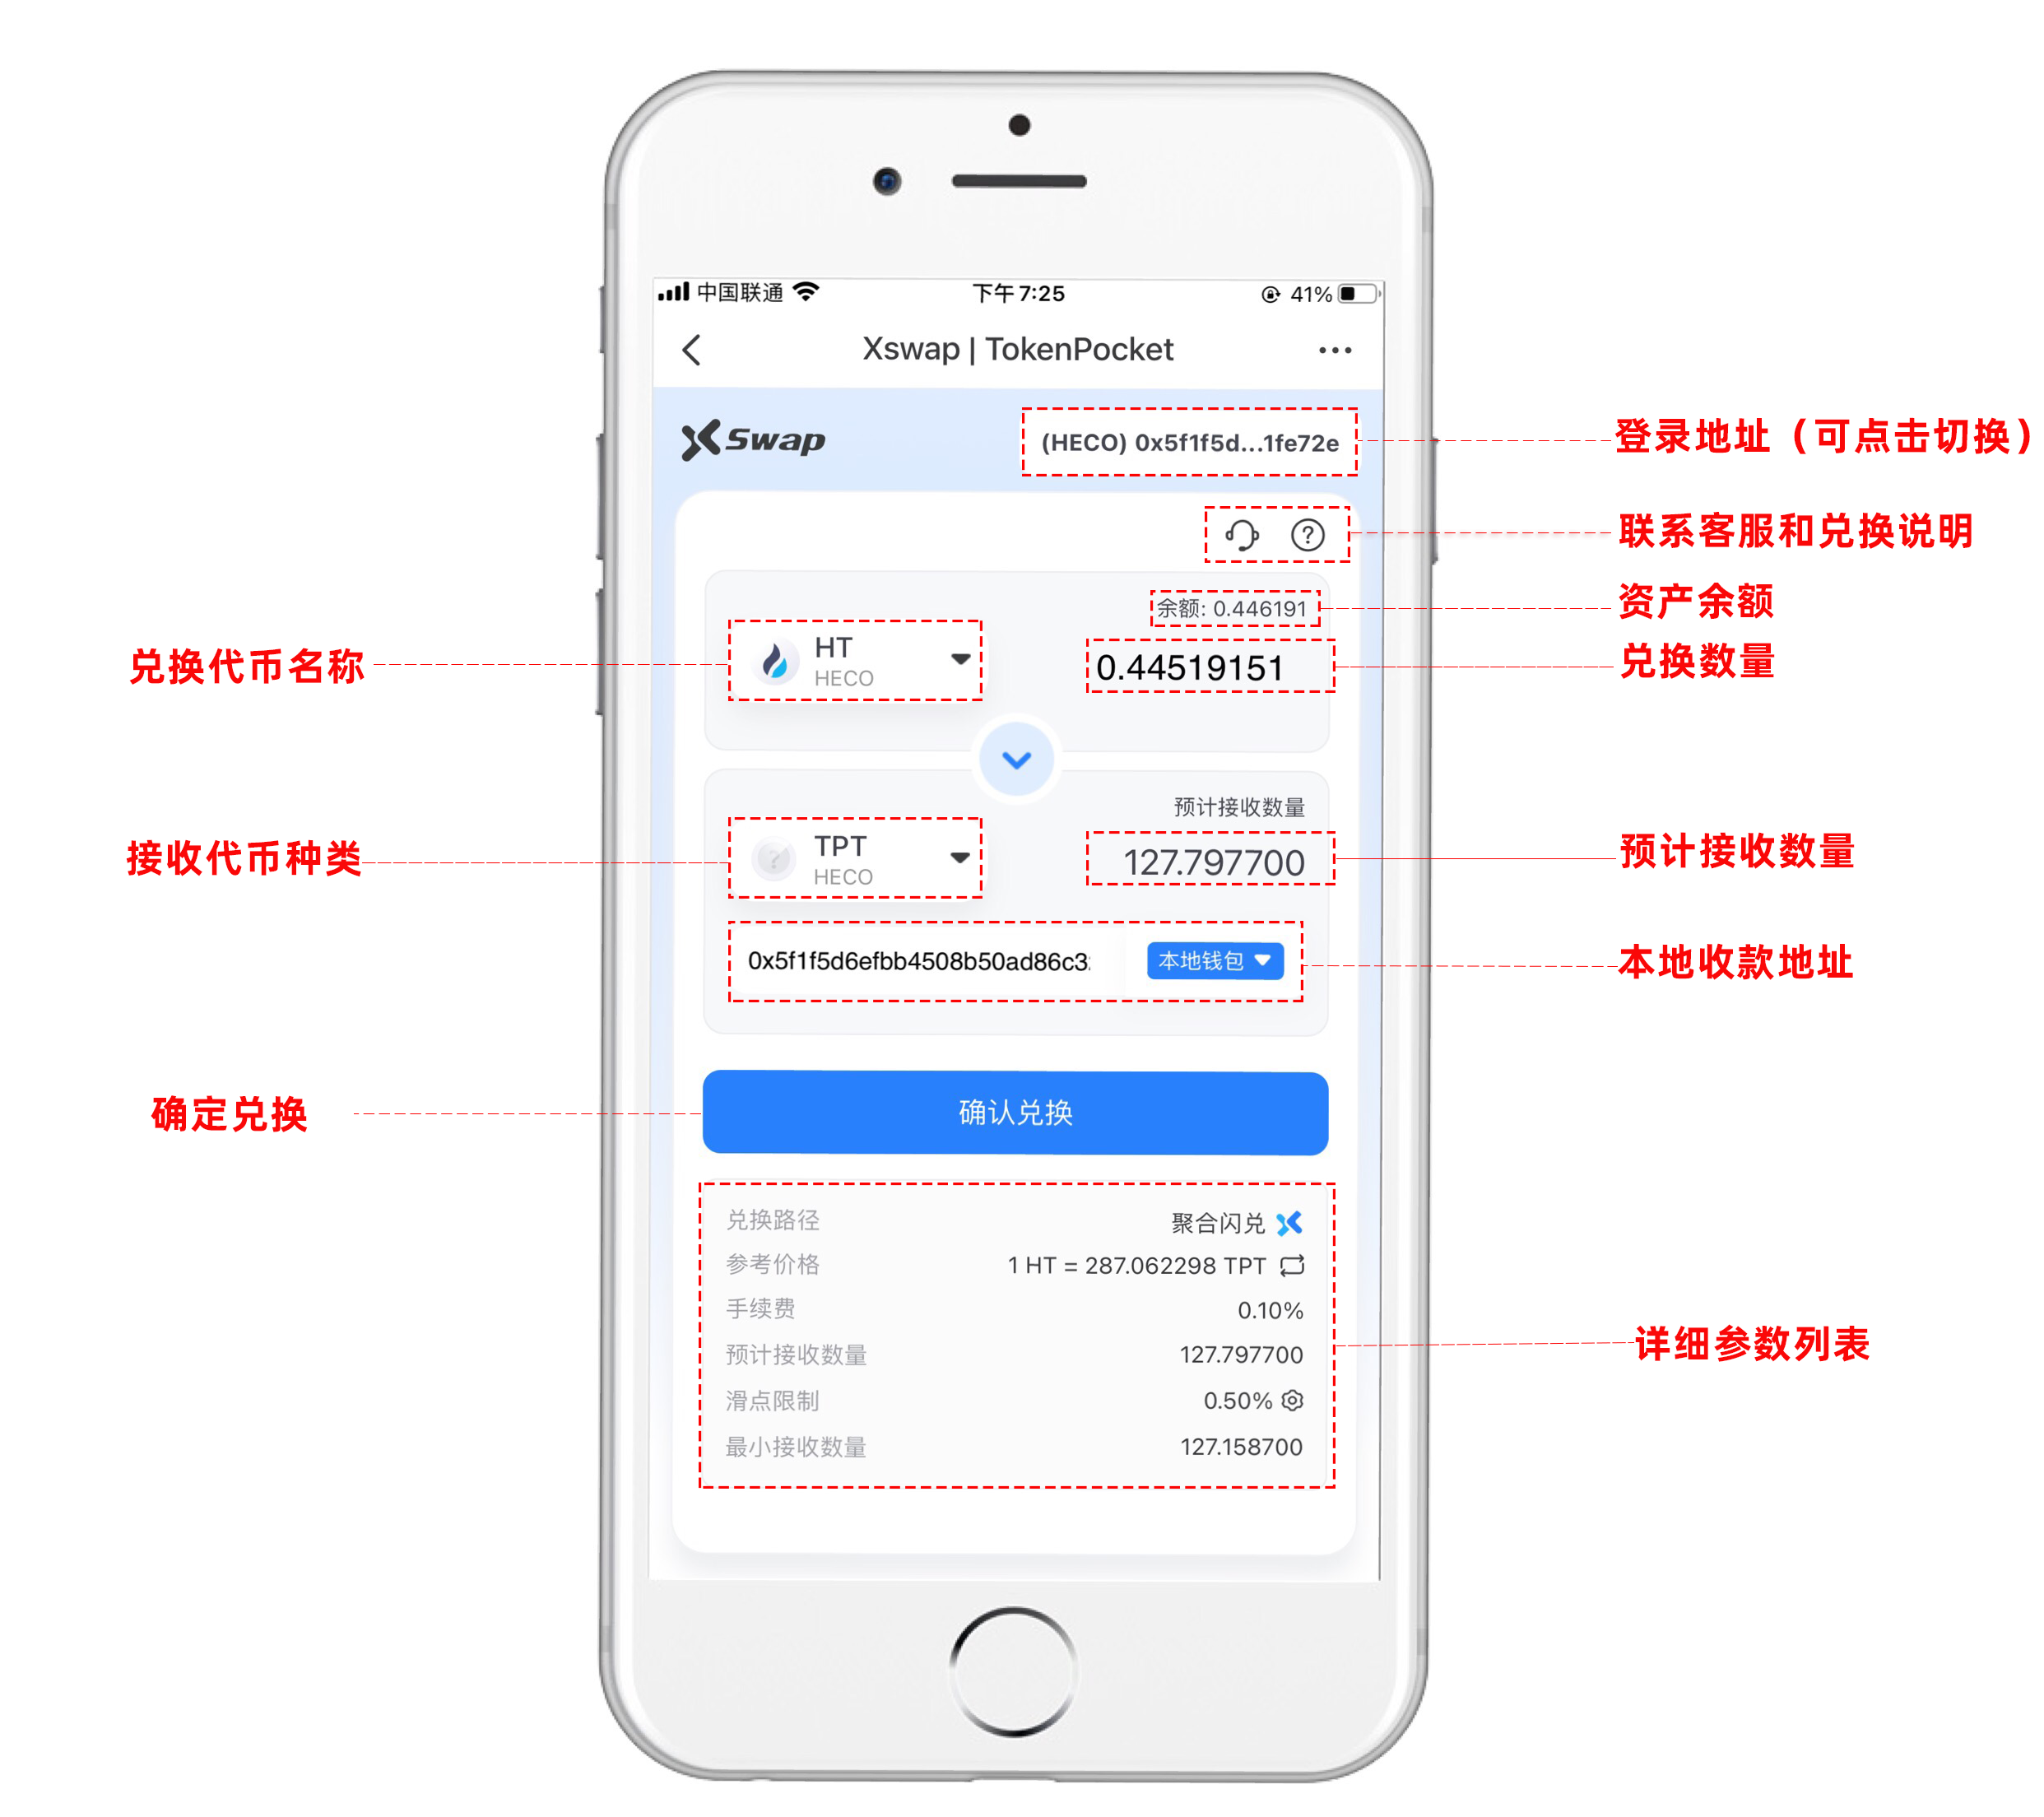 中国联通 下午 7:25 41%
Xswap | TokenPocket
XSwap (HECO) 0x5f1f5d...1fe72e 登录地址（可点击切换）
联系客服和兑换说明
余额: 0.446191 资产余额
兑换代币名称 HT 0.44519151 兑换数量
HECO
预计接收数量
接收代币种类 TPT 127.797700 预计接收数量
HECO
0x5f1f5d6efbb4508b50ad86c3 本地钱包 本地收款地址
确定兑换 确认兑换
兑换路径 聚合闪兑
参考价格 1 HT = 287.062298 TPT
手续费 0.10%
详细参数列表
预计接收数量 127.797700
滑点限制 0.50%
最小接收数量 127.158700